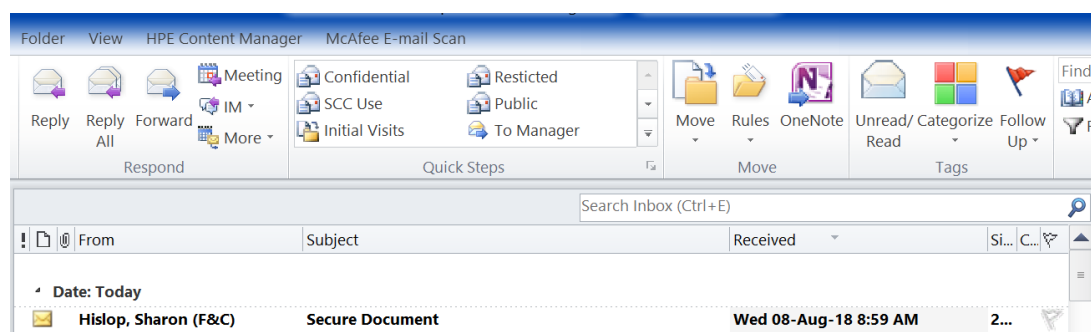 Folder View HPE Content Manager McAfee E-mail Scan
Meeting Confidential Resticted Find
IM SCC Use Public
Reply Reply All Forward More Initial Visits To Manager Move Rules OneNote Unread/ Read Categorize Follow Up
Respond Quick Steps Move Tags
Search Inbox (Ctrl+E)
! From Subject Received Si... C...
Date: Today
Hislop, Sharon (F&C) Secure Document Wed 08-Aug-18 8:59 AM 2...